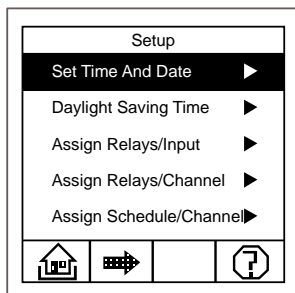 Setup
Set Time And Date
Daylight Saving Time
Assign Relays/Input
Assign Relays/Channel
Assign Schedule/Channel
?